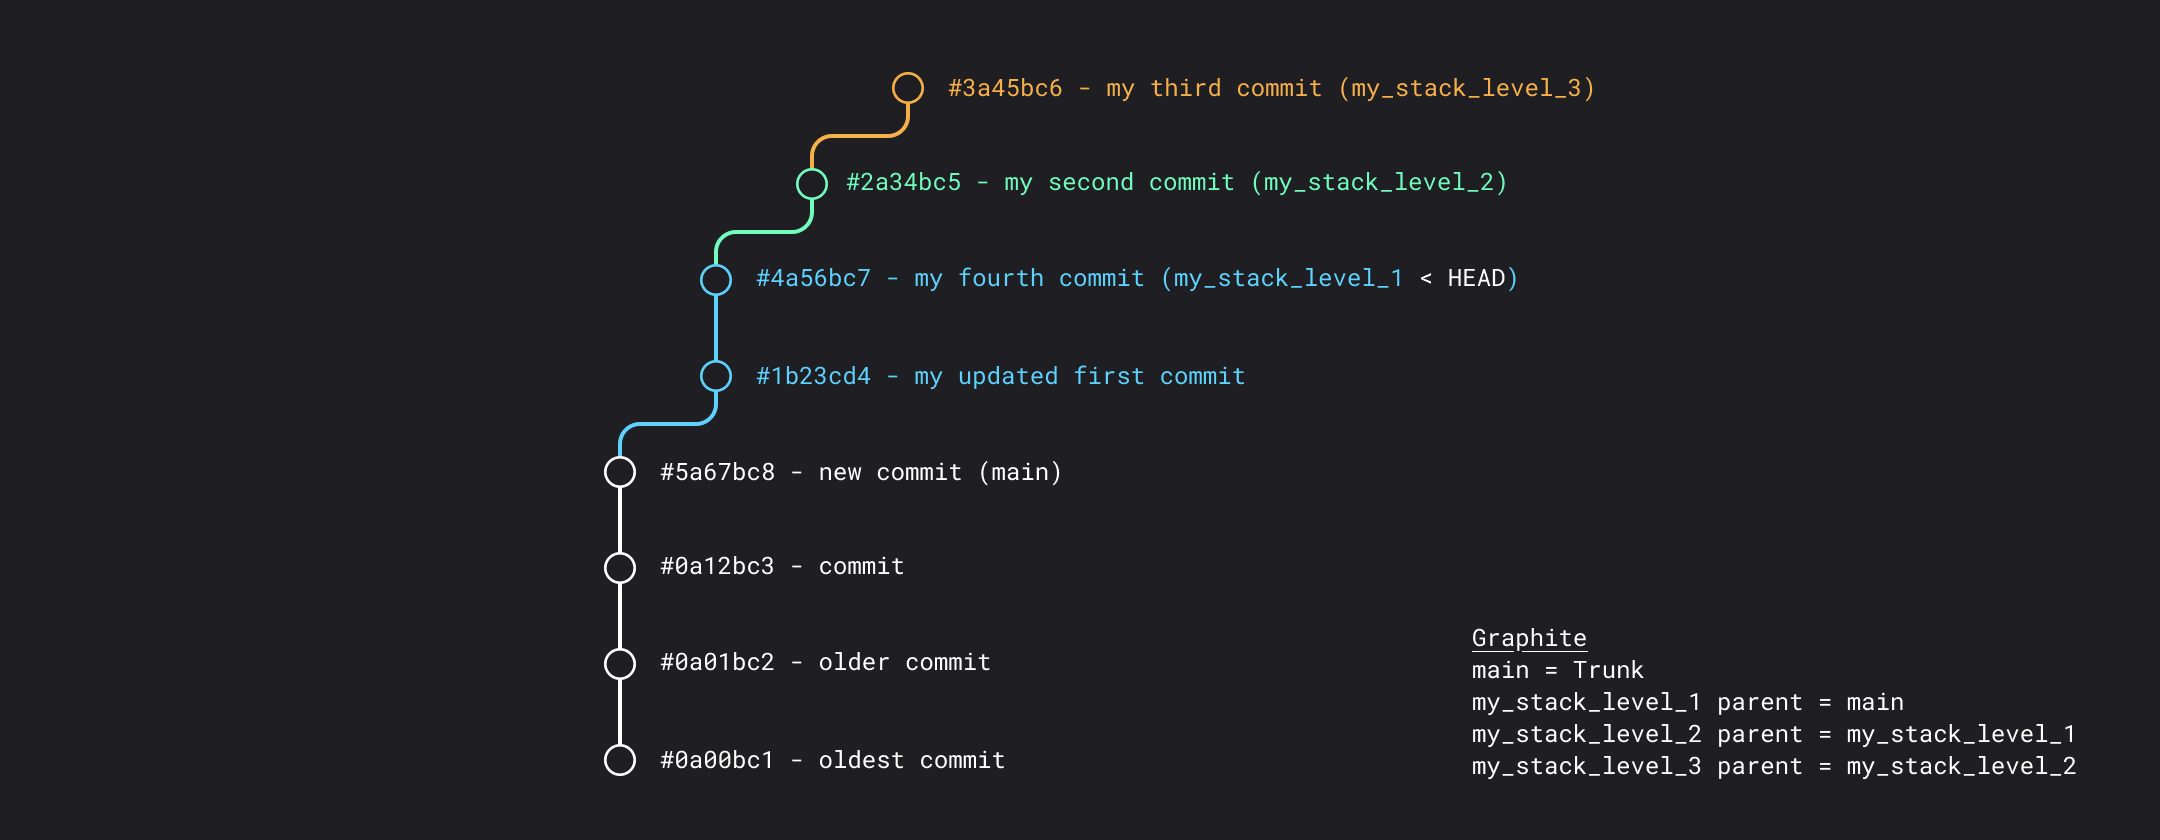 #3a45bc6 - my third commit (my_stack_level_3)
#2a34bc5 - my second commit (my_stack_level_2)
#4a56bc7 - my fourth commit (my_stack_level_1 < HEAD)
#1b23cd4 - my updated first commit
#5a67bc8 - new commit (main)
#0a12bc3 - commit
#0a01bc2 - older commit
#0a00bc1 - oldest commit
Graphite
main = Trunk
my_stack_level_1 parent = main
my_stack_level_2 parent = my_stack_level_1
my_stack_level_3 parent = my_stack_level_2